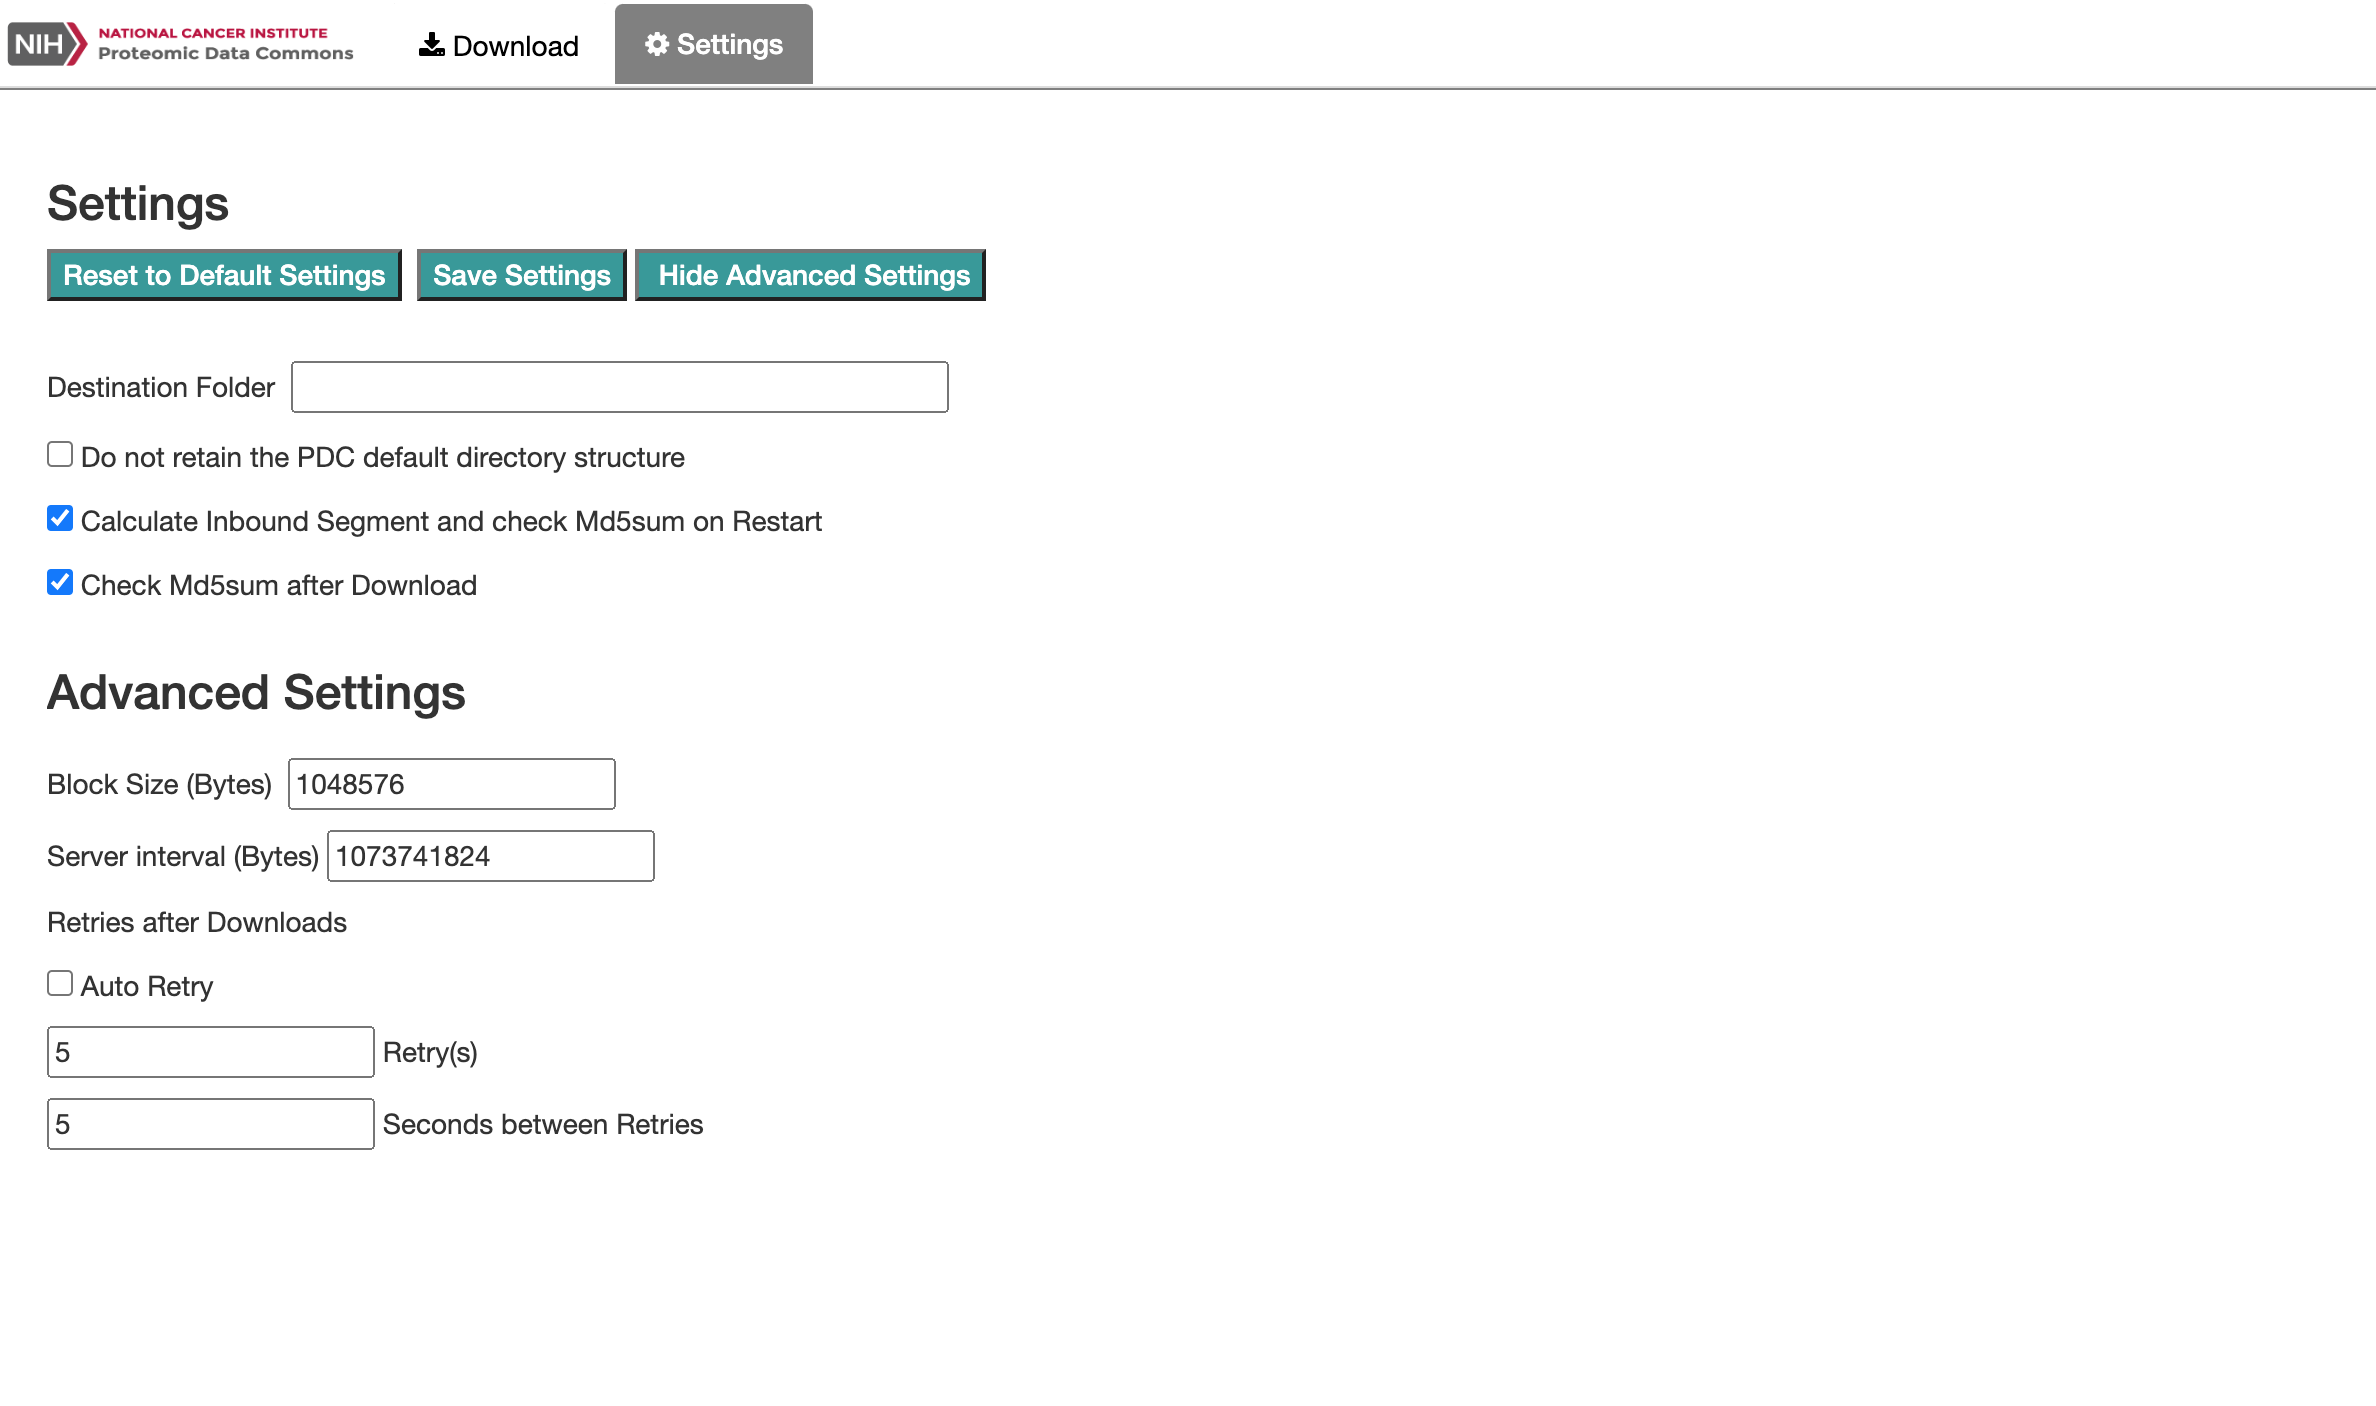 NIH NATIONAL CANCER INSTITUTE
Proteomic Data Commons
Download
Settings
Settings
Reset to Default Settings
Save Settings
Hide Advanced Settings
Destination Folder
Do not retain the PDC default directory structure
Calculate Inbound Segment and check Md5sum on Restart
Check Md5sum after Download
Advanced Settings
Block Size (Bytes) 1048576
Server interval (Bytes) 1073741824
Retries after Downloads
Auto Retry
5 Retry(s)
5 Seconds between Retries